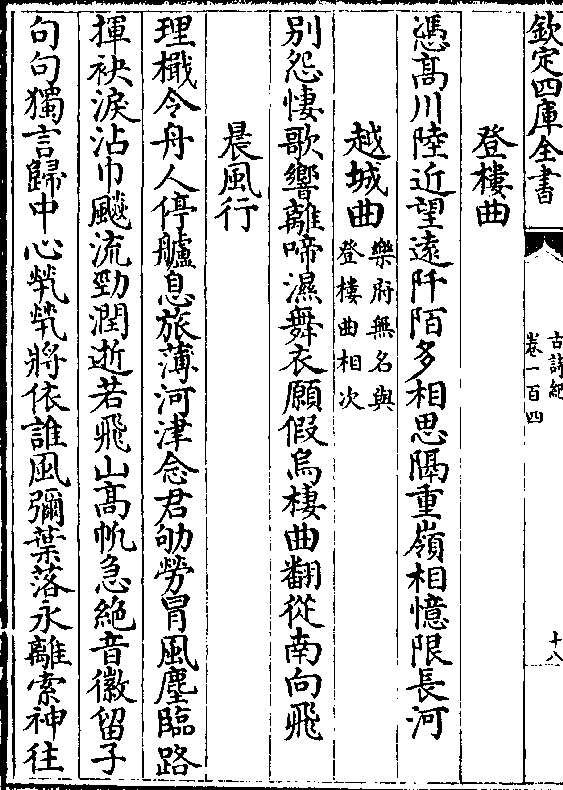 欽定四庫全書
古詩紀
卷一百四
十八
登樓曲
憑高川陸近望遠阡陌多相思隔重嶺相憶限長河
越城曲
樂府無名與
登樓曲相次
别怨悽歌響離啼濕舞衣願假烏棲曲翻從南向飛
晨風行
理檝令舟人停艫息旅薄河津念君劬勞冒風塵臨路
揮袂淚沾巾飇流勁潤逝若飛山高帆急絶音徽留子
句句獨言歸中心㷀㷀將依誰風彌葉落永離索神往